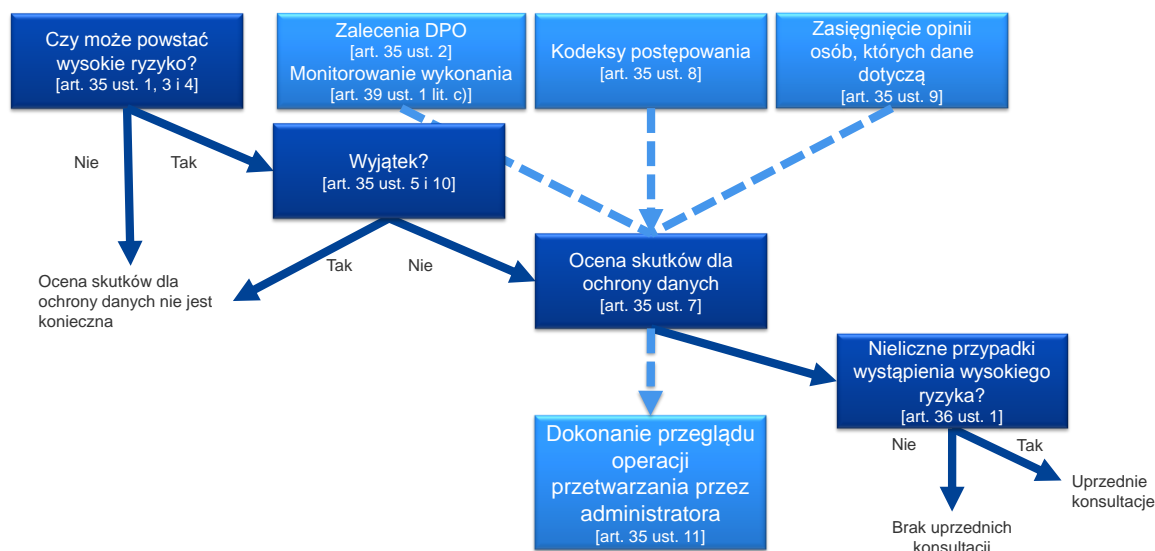 Czy może powstać
wysokie ryzyko?
[art. 35 ust. 1, 3 i 4]
Zalecenia DPO
[art. 35 ust. 2]
Monitorowanie wykonania
[art. 39 ust. 1 lit. c)]
Kodeksy postępowania
[art. 35 ust. 8]
Zasięgnięcie opinii
osób, których dane
dotyczą
[art. 35 ust. 9]
Nie
Tak
Wyjątek?
[art. 35 ust. 5 i 10]
Tak
Nie
Ocena skutków dla
ochrony danych nie jest
konieczna
Ocena skutków dla
ochrony danych
[art. 35 ust. 7]
Nieliczne przypadki
wystąpienia wysokiego
ryzyka?
[art. 36 ust. 1]
Dokonanie przeglądu
operacji
przetwarzania przez
administratora
[art. 35 ust. 11]
Nie
Tak
Uprzednie
konsultacje
Brak uprzednich
konsultacji